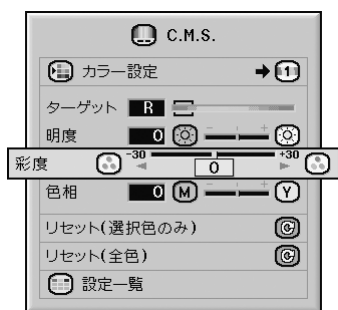 C.M.S.
カラー設定 1
ターゲット R
明度 0 − +
彩度 -30 0 +30
色相 0 M Y
リセット(選択色のみ)
リセット(全色)
設定一覧